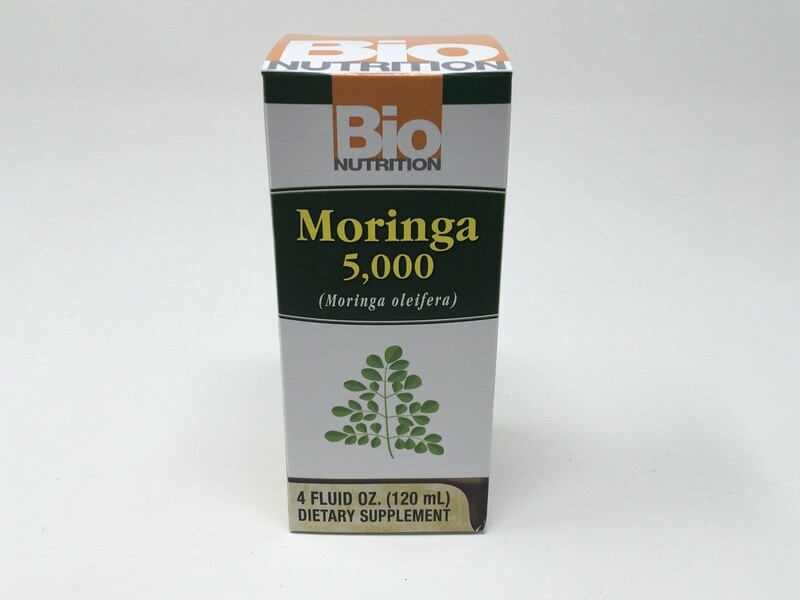 Bio
NUTRITION
Bio
NUTRITION
Moringa
5,000
(Moringa oleifera)
4 FLUID OZ. (120 mL)
DIETARY SUPPLEMENT